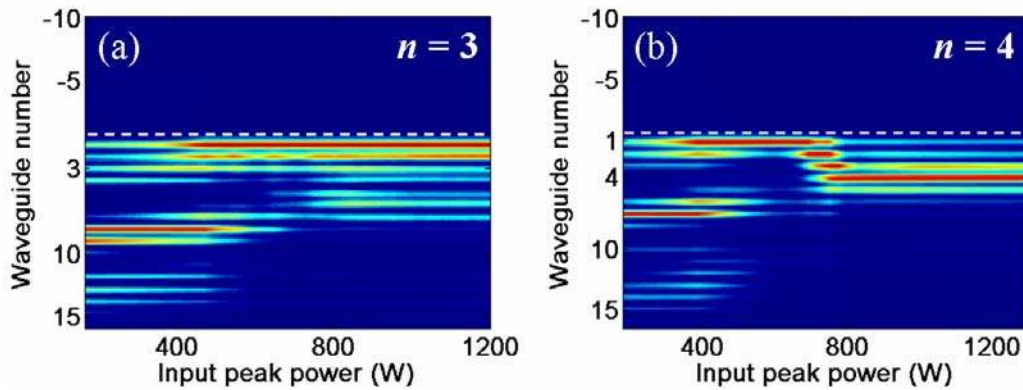 (a) n = 3
-10
-5
3
10
15
Waveguide number
400 800 1200
Input peak power (W)
(b) n = 4
-10
-5
1
4
10
15
Waveguide number
400 800 1200
Input peak power (W)